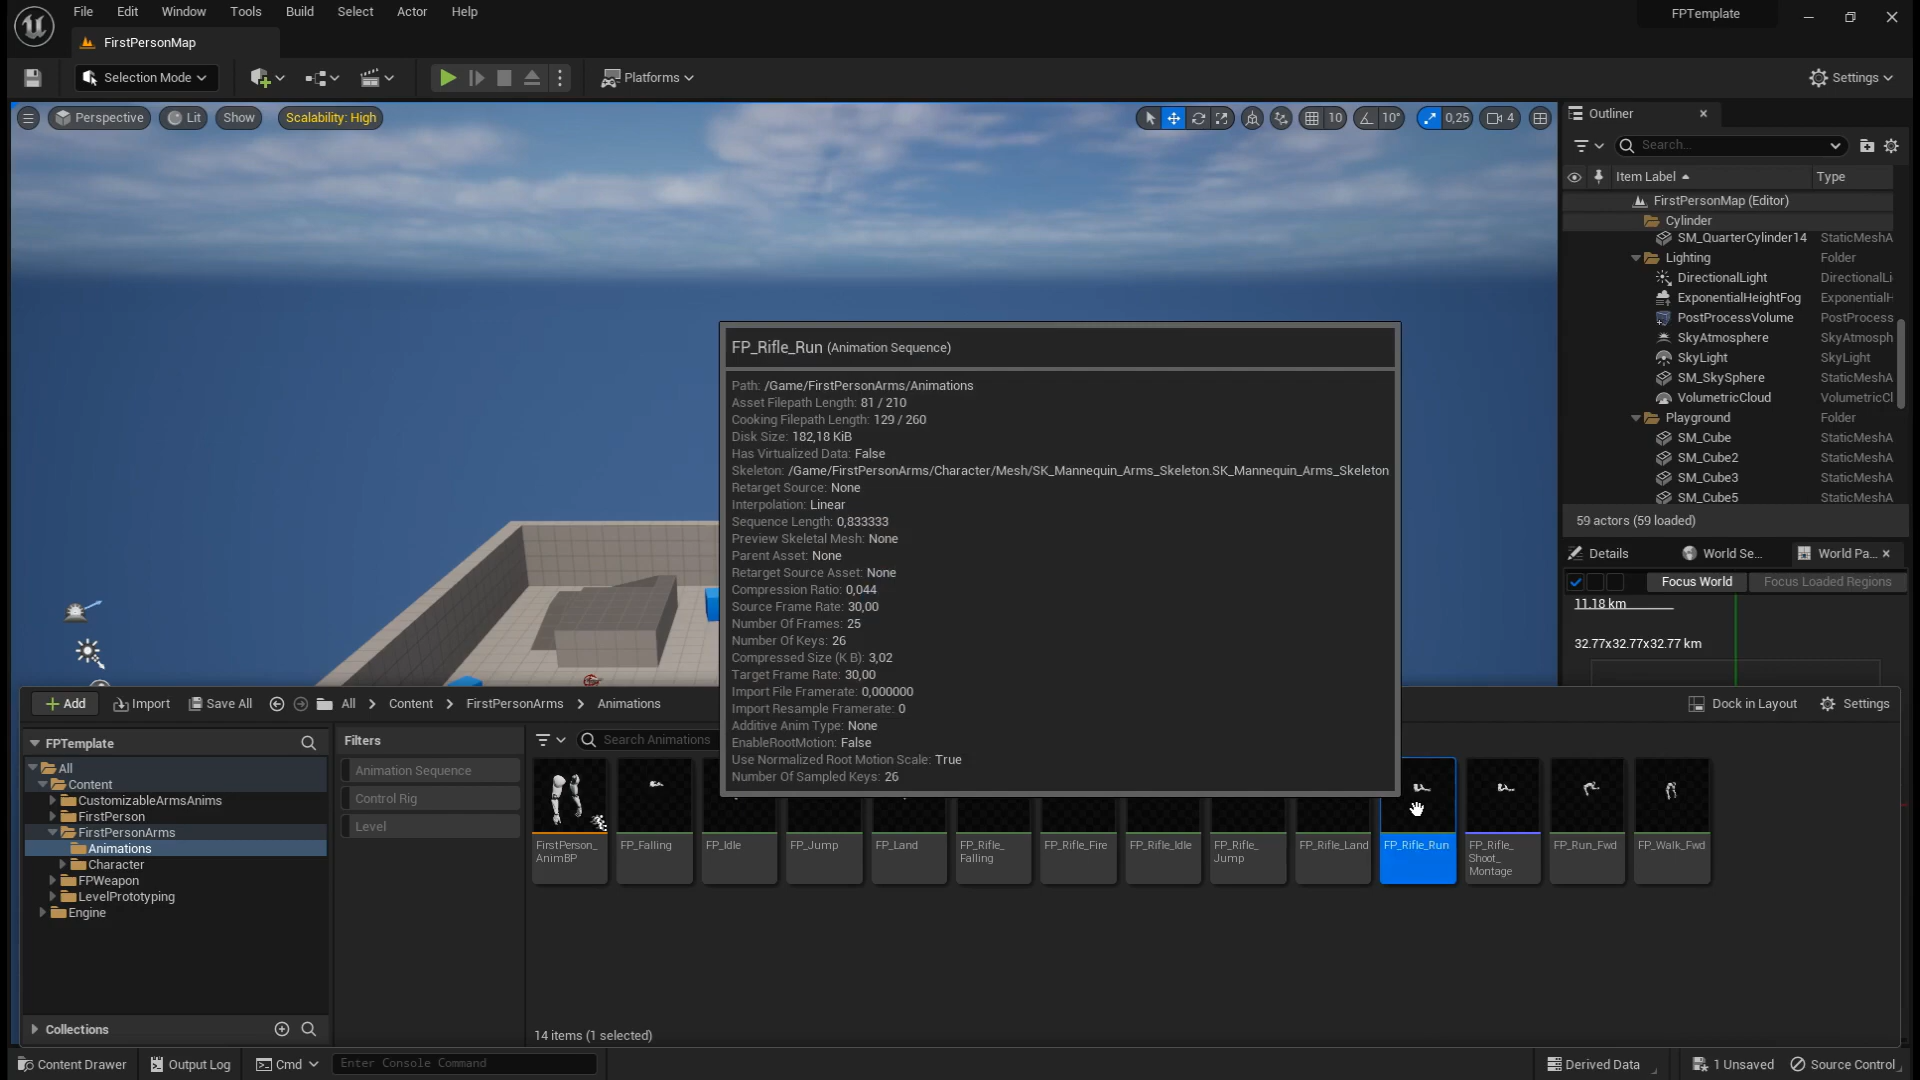 File Edit Window Tools Build Select Actor Help
FPTemplate
FirstPersonMap
Selection Mode
Platforms
Settings
Perspective Lit Show Scalability: High
10 10° 0,25 4
Outliner
Search...
Item Label Type
FirstPersonMap (Editor)
Cylinder
SM_QuarterCylinder14 StaticMeshA
Lighting Folder
DirectionalLight DirectionalLi
ExponentialHeightFog ExponentialH
PostProcessVolume PostProcess
SkyAtmosphere SkyAtmosph
SkyLight SkyLight
SM_SkySphere StaticMeshA
VolumetricCloud VolumetricCl
Playground Folder
SM_Cube StaticMeshA
SM_Cube2 StaticMeshA
SM_Cube3 StaticMeshA
SM_Cube5 StaticMeshA
59 actors (59 loaded)
Details World Se... World Pa...
Focus World Focus Loaded Regions
11.18 km
32.77x32.77x32.77 km
FP_Rifle_Run (Animation Sequence)
Path: /Game/FirstPersonArms/Animations
Asset Filepath Length: 81 / 210
Cooking Filepath Length: 129 / 260
Disk Size: 182,18 KiB
Has Virtualized Data: False
Skeleton: /Game/FirstPersonArms/Character/Mesh/SK_Mannequin_Arms_Skeleton.SK_Mannequin_Arms_Skeleton
Retarget Source: None
Interpolation: Linear
Sequence Length: 0,833333
Preview Skeletal Mesh: None
Parent Asset: None
Retarget Source Asset: None
Compression Ratio: 0,044
Source Frame Rate: 30,00
Number Of Frames: 25
Number Of Keys: 26
Compressed Size (K B): 3,02
Target Frame Rate: 30,00
Import File Framerate: 0,000000
Import Resample Framerate: 0
Additive Anim Type: None
EnableRootMotion: False
Use Normalized Root Motion Scale: True
Number Of Sampled Keys: 26
Add Import Save All All Content FirstPersonArms Animations
Dock in Layout Settings
FPTemplate
All
Content
CustomizableArmsAnims
FirstPerson
FirstPersonArms
Animations
Character
FPWeapon
LevelPrototyping
Engine
Collections
Filters
Animation Sequence
Control Rig
Level
Search Animations
FirstPerson_
AnimBP
FP_Falling
FP_Idle
FP_Jump
FP_Land
FP_Rifle_
Falling
FP_Rifle_Fire
FP_Rifle_Idle
FP_Rifle_
Jump
FP_Rifle_Land
FP_Rifle_Run
FP_Rifle_
Shoot_
Montage
FP_Run_Fwd
FP_Walk_Fwd
14 items (1 selected)
Content Drawer Output Log Cmd Enter Console Command
Derived Data 1 Unsaved Source Control